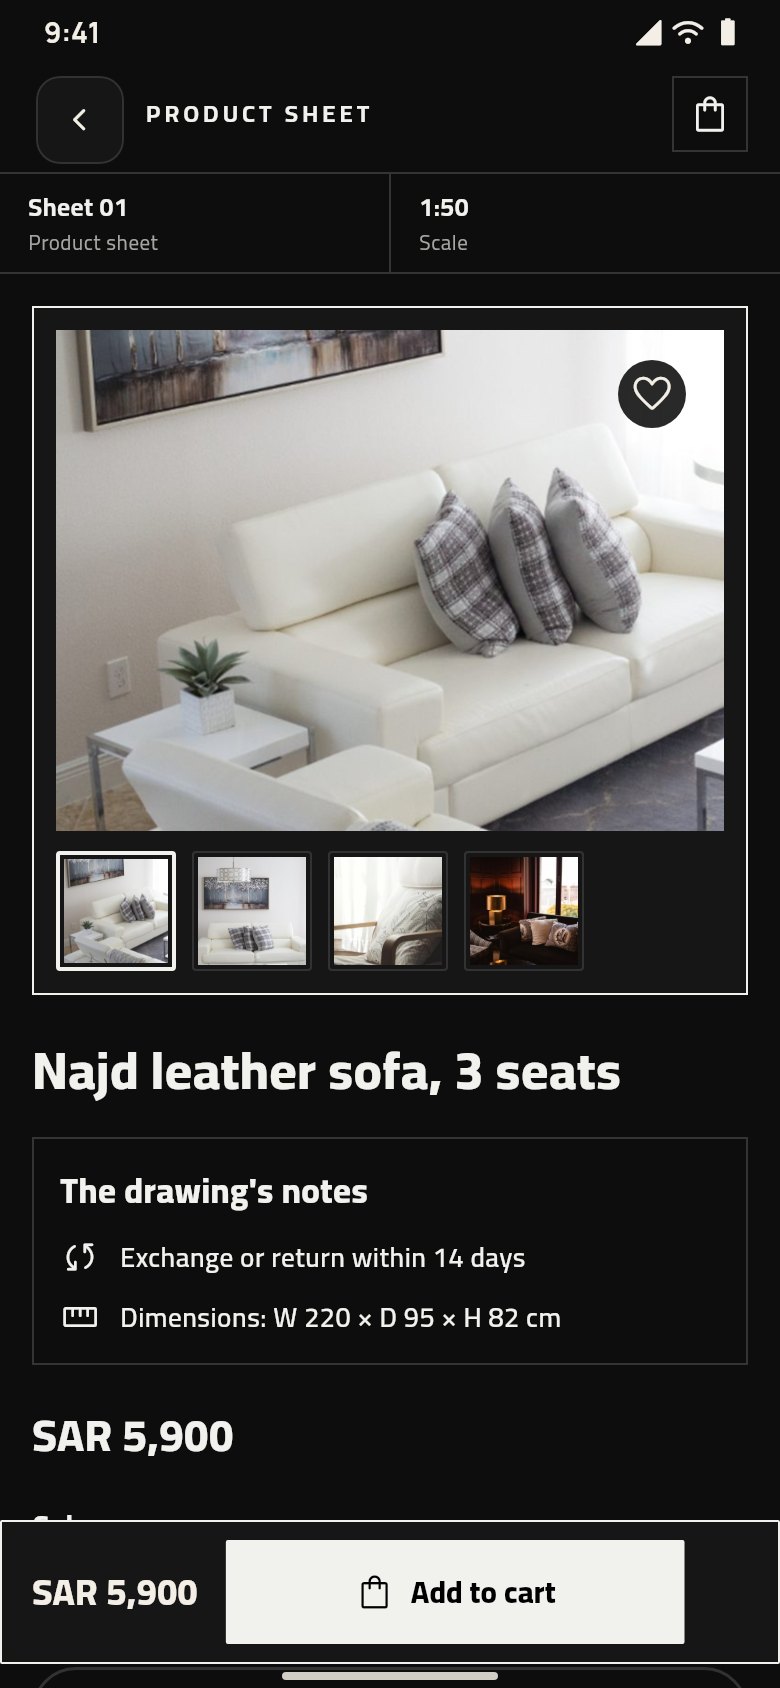 9:41
PRODUCT SHEET
Sheet 01
Product sheet
1:50
Scale
Najd leather sofa, 3 seats
The drawing's notes
Exchange or return within 14 days
Dimensions: W 220 × D 95 × H 82 cm
SAR 5,900
SAR 5,900
Add to cart